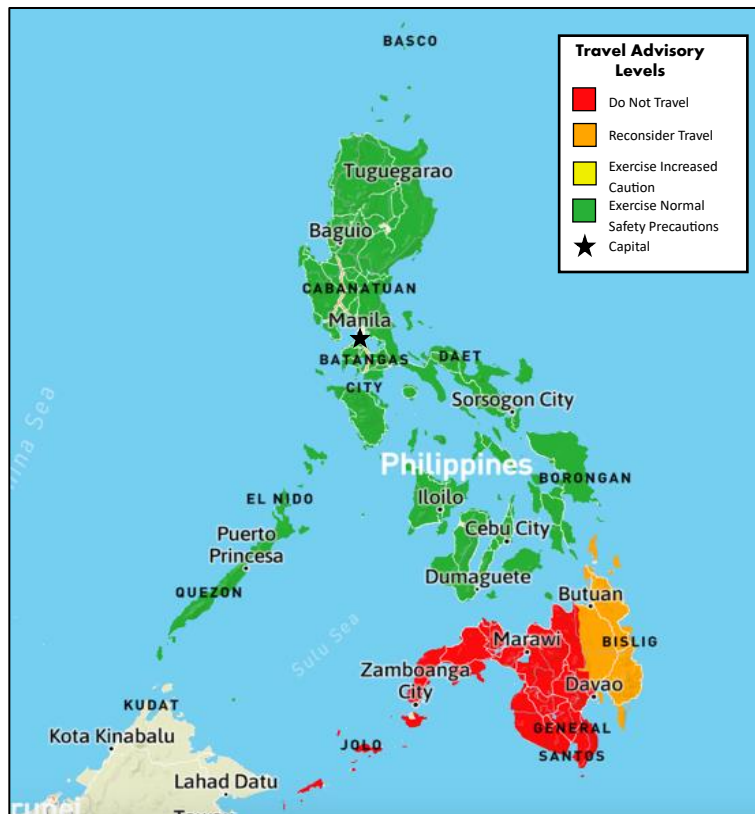 BASCO
Travel Advisory
Levels
Do Not Travel
Reconsider Travel
Exercise Increased
Caution
Exercise Normal
Safety Precautions
Capital
Tuguegarao
Baguio
CABANATUAN
Manila
BATANGAS
CITY
DAET
Sorsogon City
Philippines
BORONGAN
Iloilo
EL NIDO
Cebu City
Puerto
Princesa
Dumaguete
QUEZON
Butuan
Sulu Sea
Marawi
BISLIG
Zamboanga
City
Davao
KUDAT
GENERAL
SANTOS
JOLO
Kota Kinabalu
Lahad Datu
ina Sea